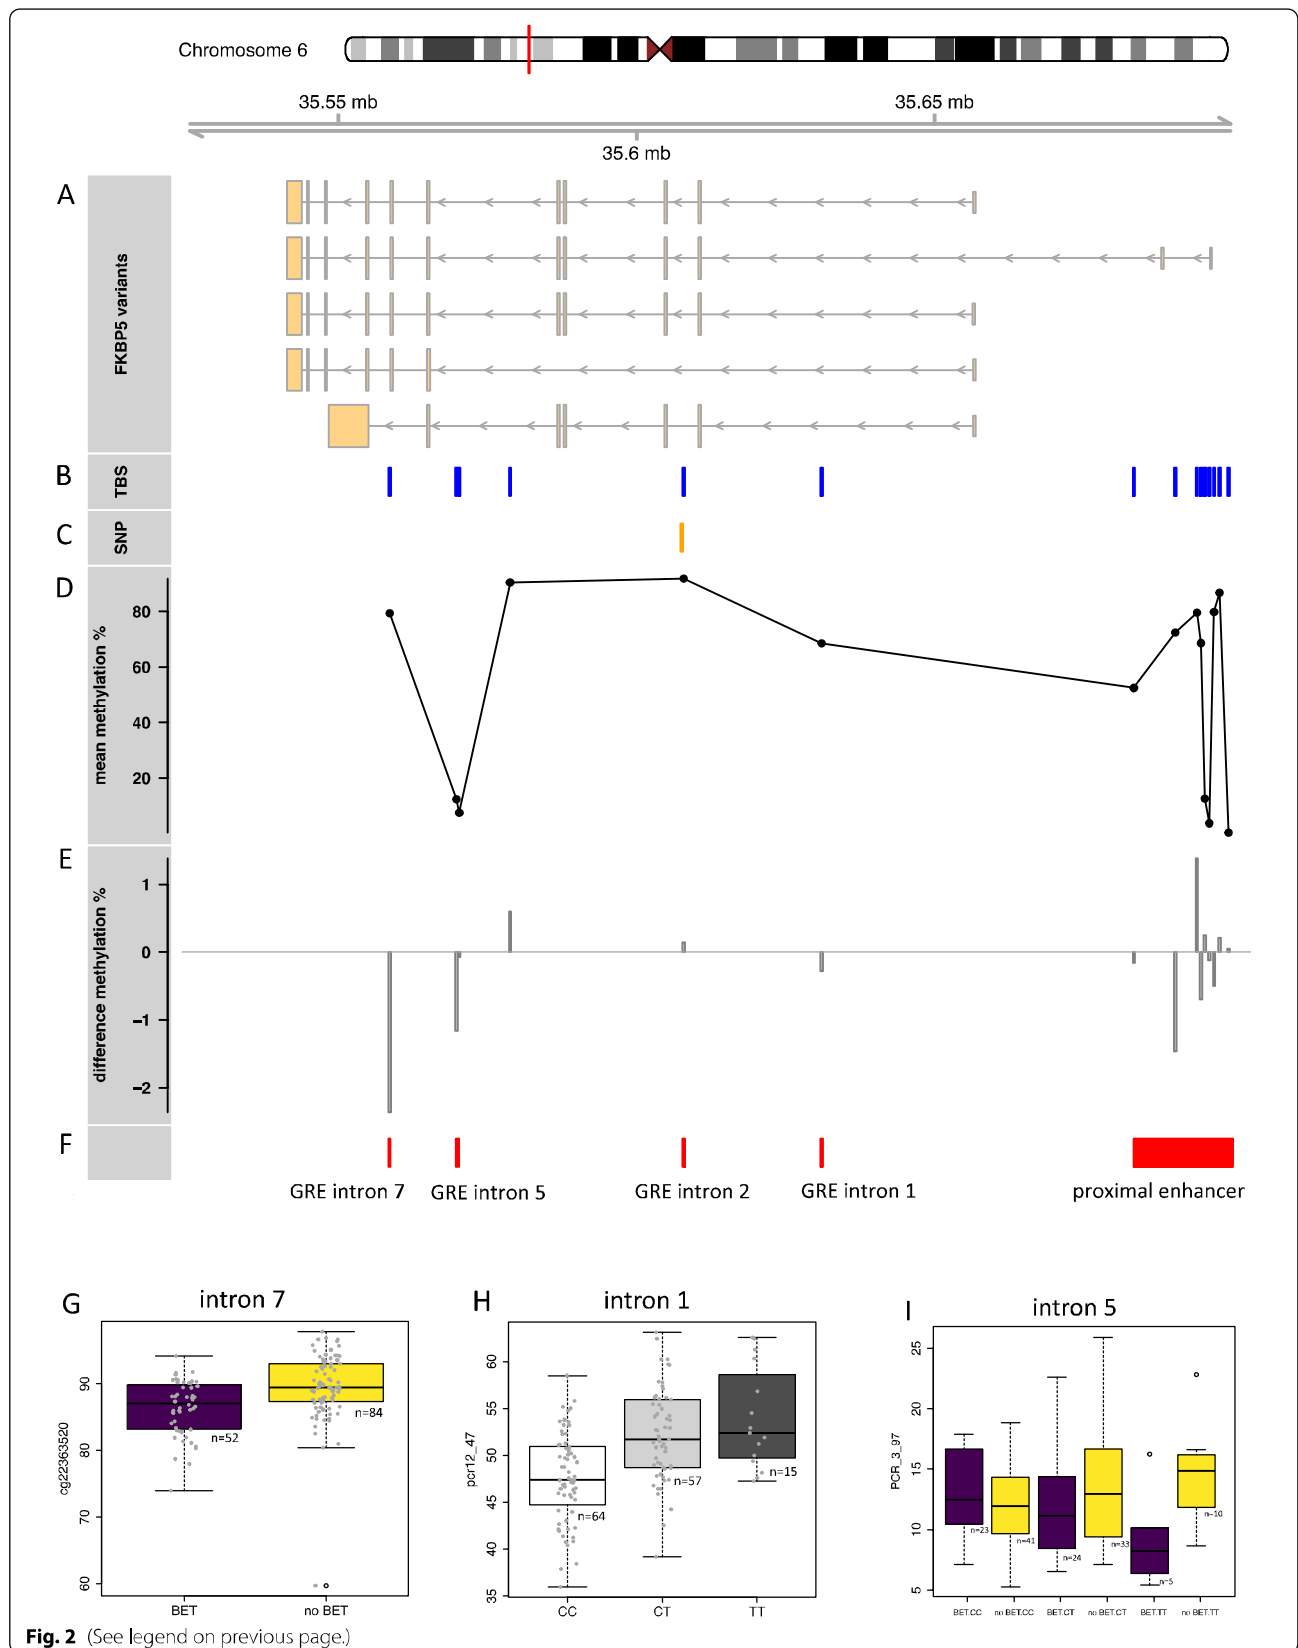 Chromosome 6
35.55 mb
35.65 mb
35.6 mb
A
FKBP5 variants
B
TBS
C
SNP
D
mean methylation %
80
60
40
20
E
difference methylation %
1
0
−1
−2
F
GRE intron 7
GRE intron 5
GRE intron 2
GRE intron 1
proximal enhancer
G
intron 7
cg22363520
90
80
70
60
n=52
n=84
BET
no BET
H
intron 1
pcr12_47
60
55
50
45
40
35
n=64
n=57
n=15
CC
CT
TT
I
intron 5
PCR_3_97
25
20
15
10
5
n=23
n=41
n=24
n=33
n=5
n=10
BET.CC
no BET.CC
BET.CT
no BET.CT
BET.TT
no BET.TT
Fig. 2 (See legend on previous page.)